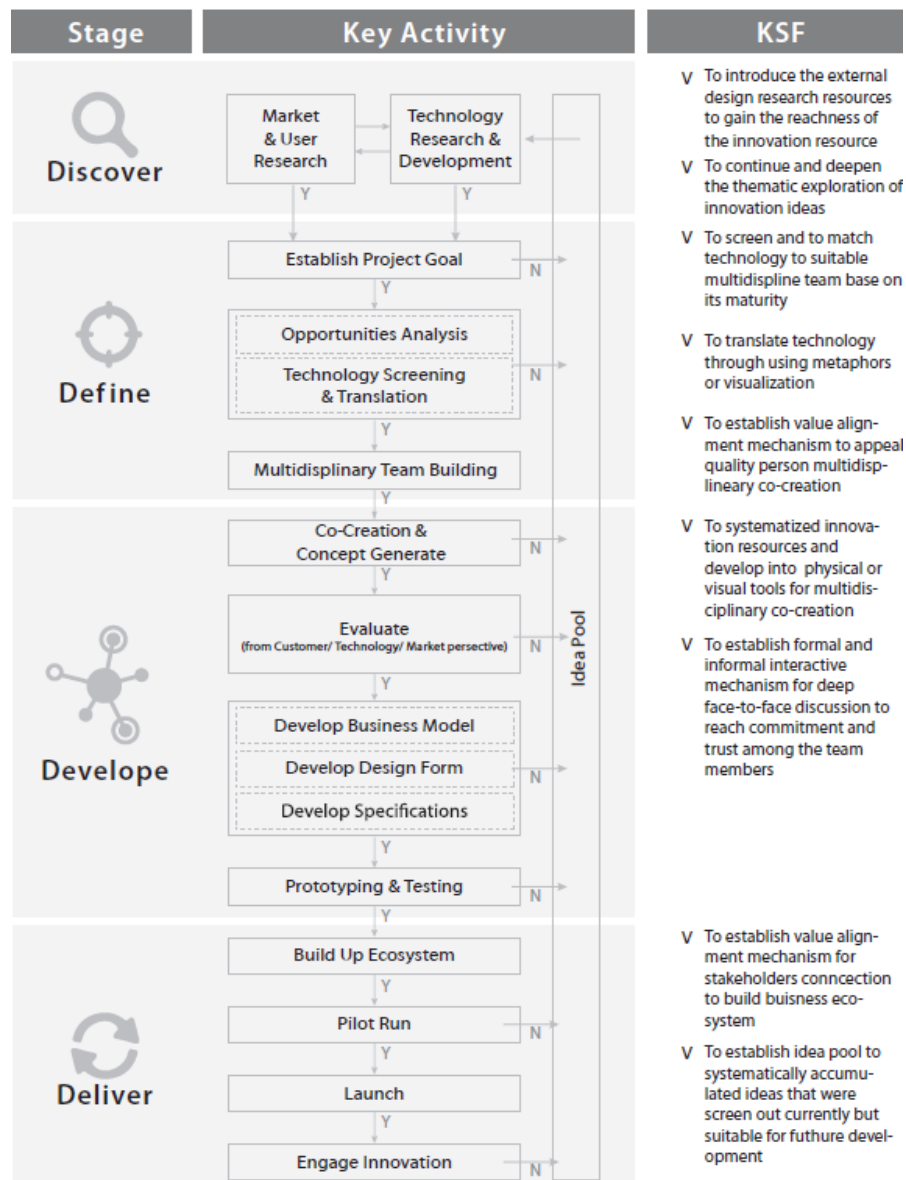 Stage
Key Activity
KSF
Discover
Market
& User
Research
Technology
Research &
Development
Y
Y
V To introduce the external
design research resources
to gain the reachness of
the innovation resource
V To continue and deepen
the thematic exploration of
innovation ideas
Define
Establish Project Goal
N
Y
Opportunities Analysis
Technology Screening
& Translation
N
Y
Multidisplinary Team Building
Y
V To screen and to match
technology to suitable
multidispline team base on
its maturity
V To translate technology
through using metaphors
or visualization
V To establish value align-
ment mechanism to appeal
quality person multidisp-
lineary co-creation
Develope
Co-Creation &
Concept Generate
N
Y
Evaluate
(from Customer/ Technology/ Market persective)
N
Y
Develop Business Model
Develop Design Form
N
Develop Specifications
Y
Prototyping & Testing
N
Y
Idea Pool
V To systematized innova-
tion resources and
develop into physical or
visual tools for multidis-
ciplinary co-creation
V To establish formal and
informal interactive
mechanism for deep
face-to-face discussion to
reach commitment and
trust among the team
members
Deliver
Build Up Ecosystem
Y
Pilot Run
N
Y
Launch
Y
Engage Innovation
N
V To establish value align-
ment mechanism for
stakeholders conncection
to build buisness eco-
system
V To establish idea pool to
systematically accumu-
lated ideas that were
screen out currently but
suitable for futhure devel-
opment